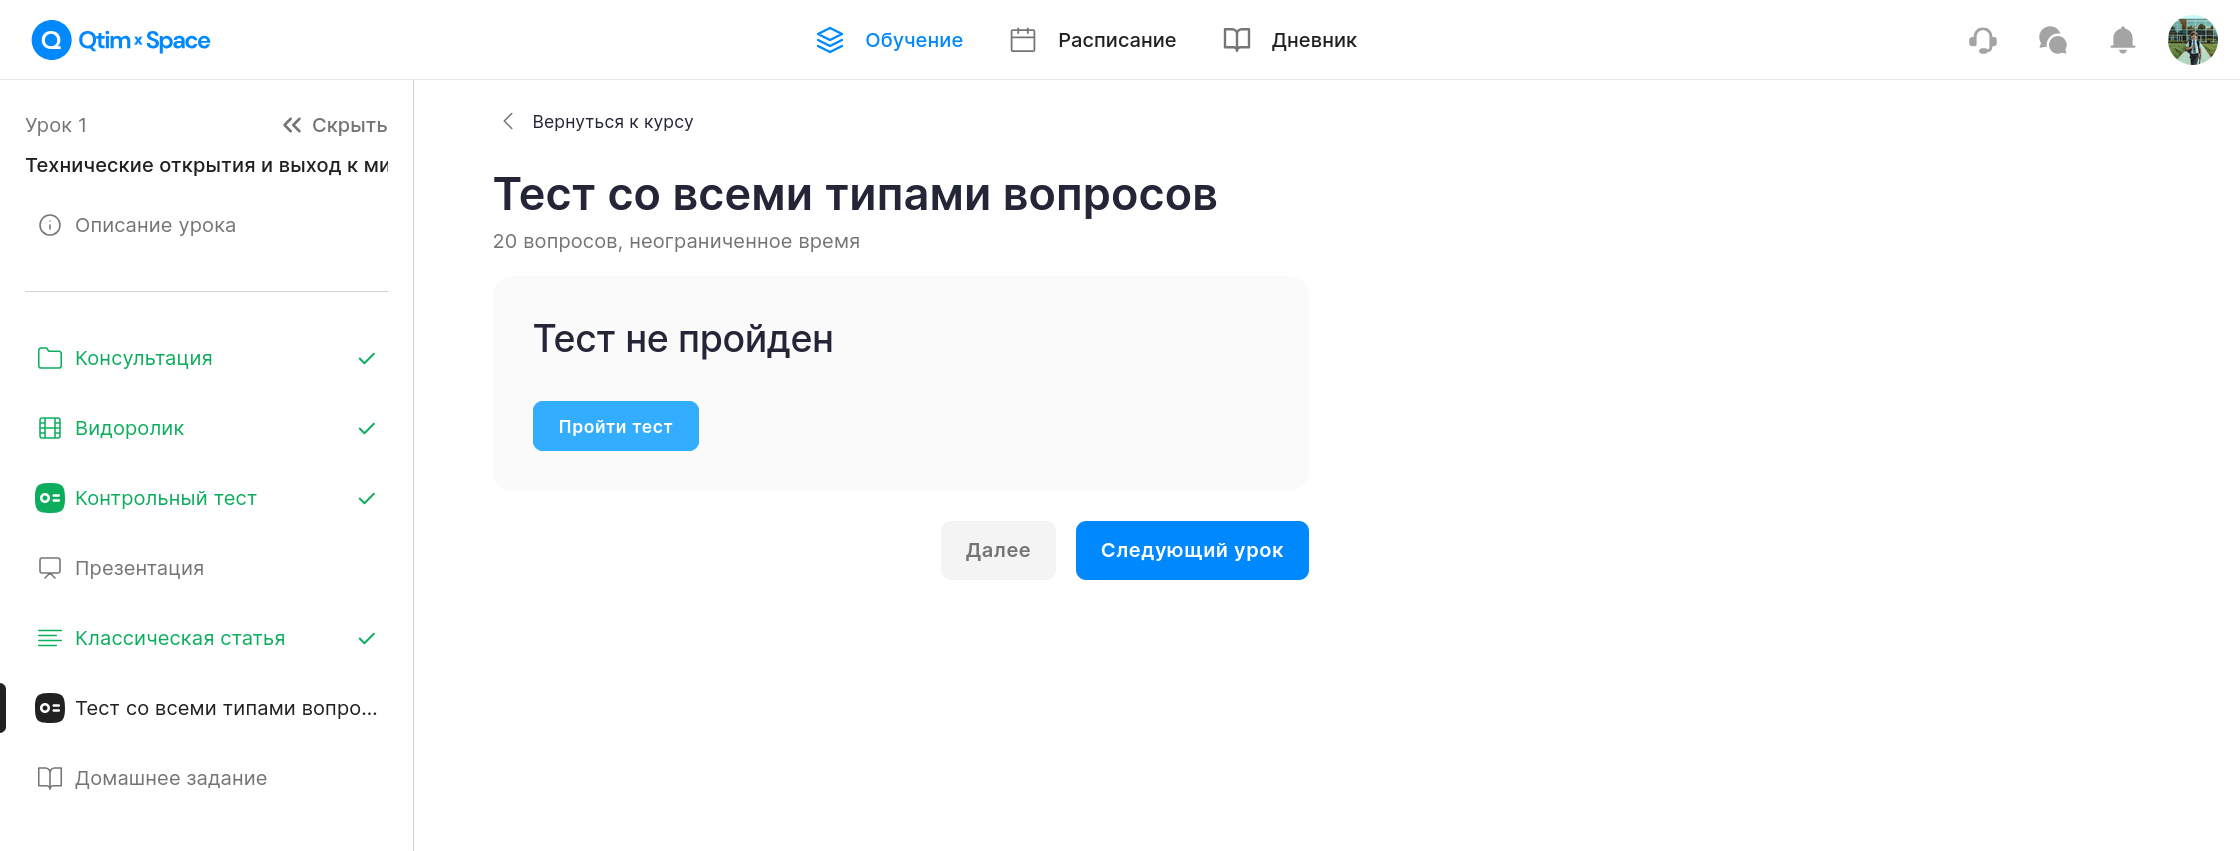 Qtim x Space
Обучение
Расписание
Дневник
Урок 1
Скрыть
Технические открытия и выход к ми
Описание урока
Консультация
Видоролик
Контрольный тест
Презентация
Классическая статья
Тест со всеми типами вопро...
Домашнее задание
Вернуться к курсу
Тест со всеми типами вопросов
20 вопросов, неограниченное время
Тест не пройден
Пройти тест
Далее
Следующий урок